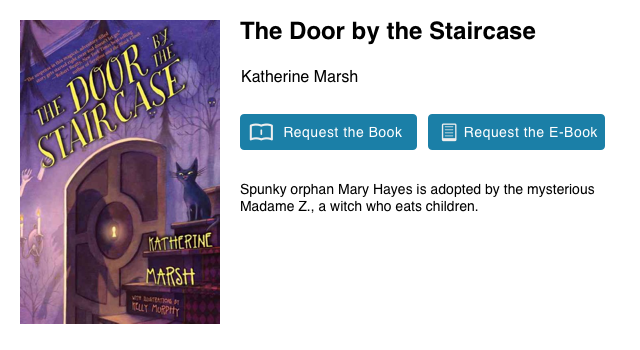 THE DOOR BY THE STAIRCASE
KATHERINE
MARSH
WITH ILLUSTRATIONS BY
KELLY MURPHY
The Door by the Staircase
Katherine Marsh
Request the Book
Request the E-Book
Spunky orphan Mary Hayes is adopted by the mysterious
Madame Z., a witch who eats children.